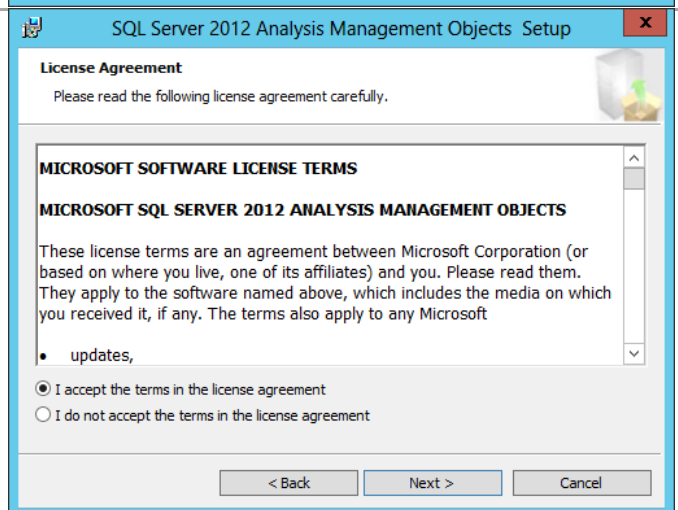 SQL Server 2012 Analysis Management Objects Setup
x
License Agreement
Please read the following license agreement carefully.
MICROSOFT SOFTWARE LICENSE TERMS
MICROSOFT SQL SERVER 2012 ANALYSIS MANAGEMENT OBJECTS
These license terms are an agreement between Microsoft Corporation (or
based on where you live, one of its affiliates) and you. Please read them.
They apply to the software named above, which includes the media on which
you received it, if any. The terms also apply to any Microsoft
• updates,
I accept the terms in the license agreement
I do not accept the terms in the license agreement
< Back
Next >
Cancel